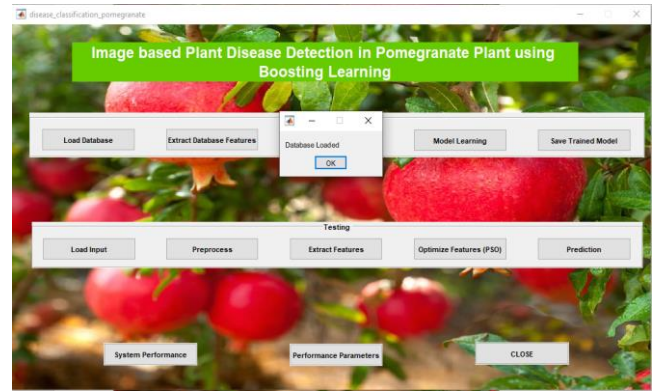 disease_classification_pomegranate
Image based Plant Disease Detection in Pomegranate Plant using
Boosting Learning
Load Database
Extract Database Features
Database Loaded
OK
Model Learning
Save Trained Model
Testing
Load Input
Preprocess
Extract Features
Optimize Features (PSO)
Prediction
System Performance
Performance Parameters
CLOSE